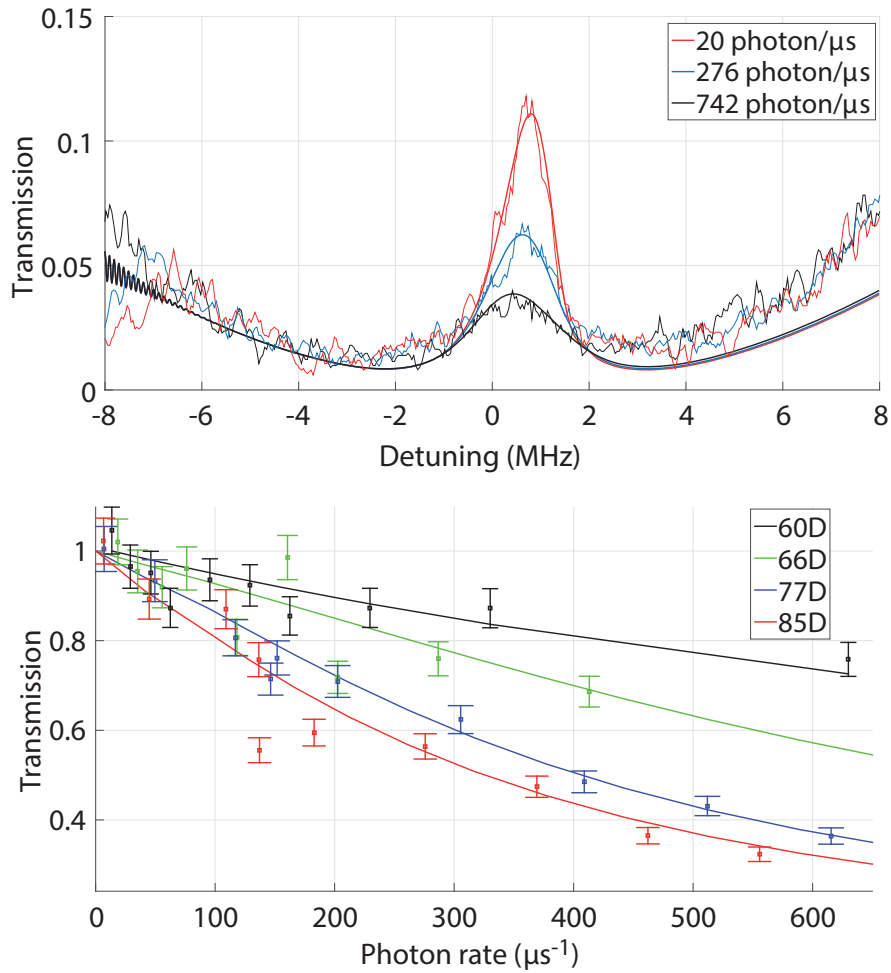 0.15
20 photon/µs
276 photon/µs
742 photon/µs
0.1
Transmission
0.05
0
-8 -6 -4 -2 0 2 4 6 8
Detuning (MHz)
60D
66D
77D
85D
1
0.8
Transmission
0.6
0.4
0 100 200 300 400 500 600
Photon rate (µs⁻¹)